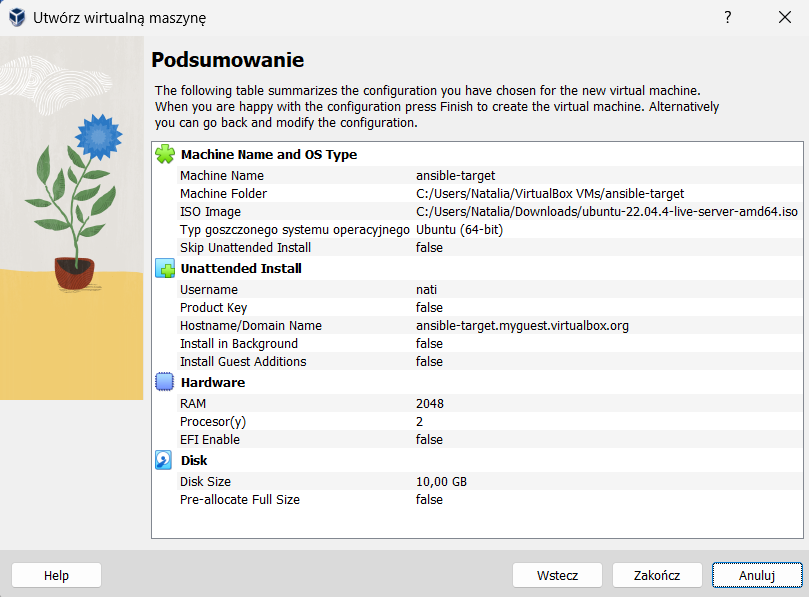 Utwórz wirtualną maszynę
?
Podsumowanie
The following table summarizes the configuration you have chosen for the new virtual machine.
When you are happy with the configuration press Finish to create the virtual machine. Alternatively
you can go back and modify the configuration.
Machine Name and OS Type
Machine Name ansible-target
Machine Folder C:/Users/Natalia/VirtualBox VMs/ansible-target
ISO Image C:/Users/Natalia/Downloads/ubuntu-22.04.4-live-server-amd64.iso
Typ goszczonego systemu operacyjnego Ubuntu (64-bit)
Skip Unattended Install false
Unattended Install
Username nati
Product Key false
Hostname/Domain Name ansible-target.myguest.virtualbox.org
Install in Background false
Install Guest Additions false
Hardware
RAM 2048
Procesor(y) 2
EFI Enable false
Disk
Disk Size 10,00 GB
Pre-allocate Full Size false
Help Wstecz Zakończ Anuluj